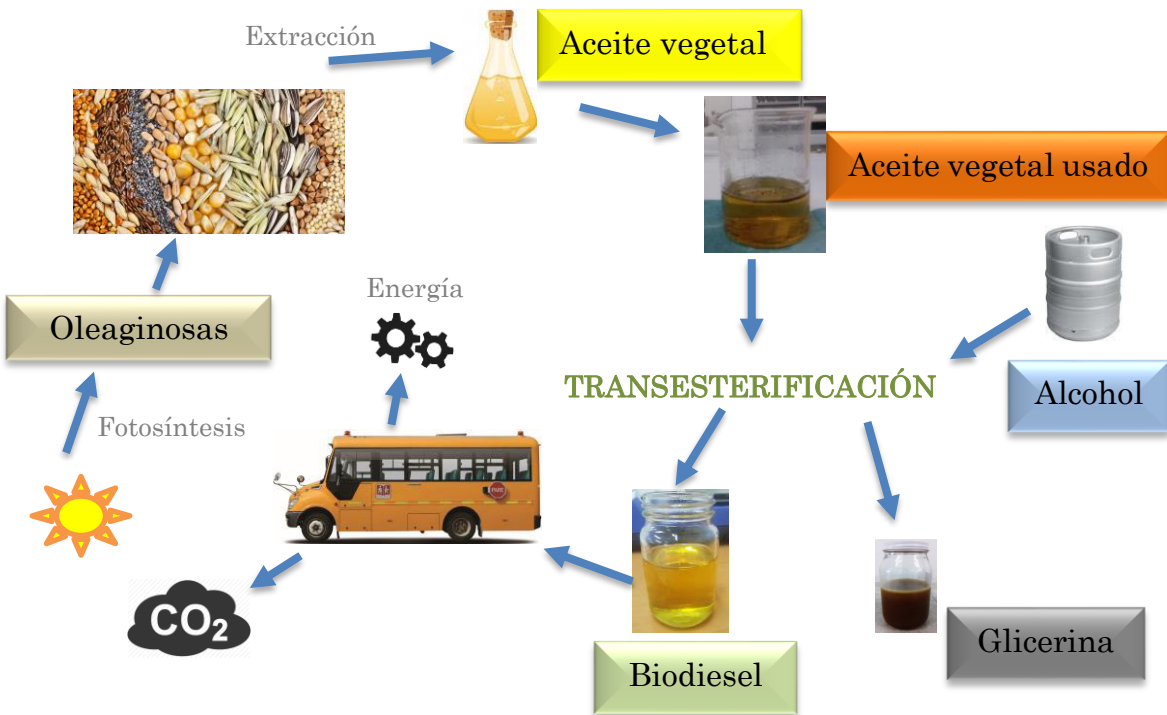 Extracción
Aceite vegetal
Aceite vegetal usado
Energía
Oleaginosas
TRANSESTERIFICACIÓN
Alcohol
Fotosíntesis
CO₂
Glicerina
Biodiesel